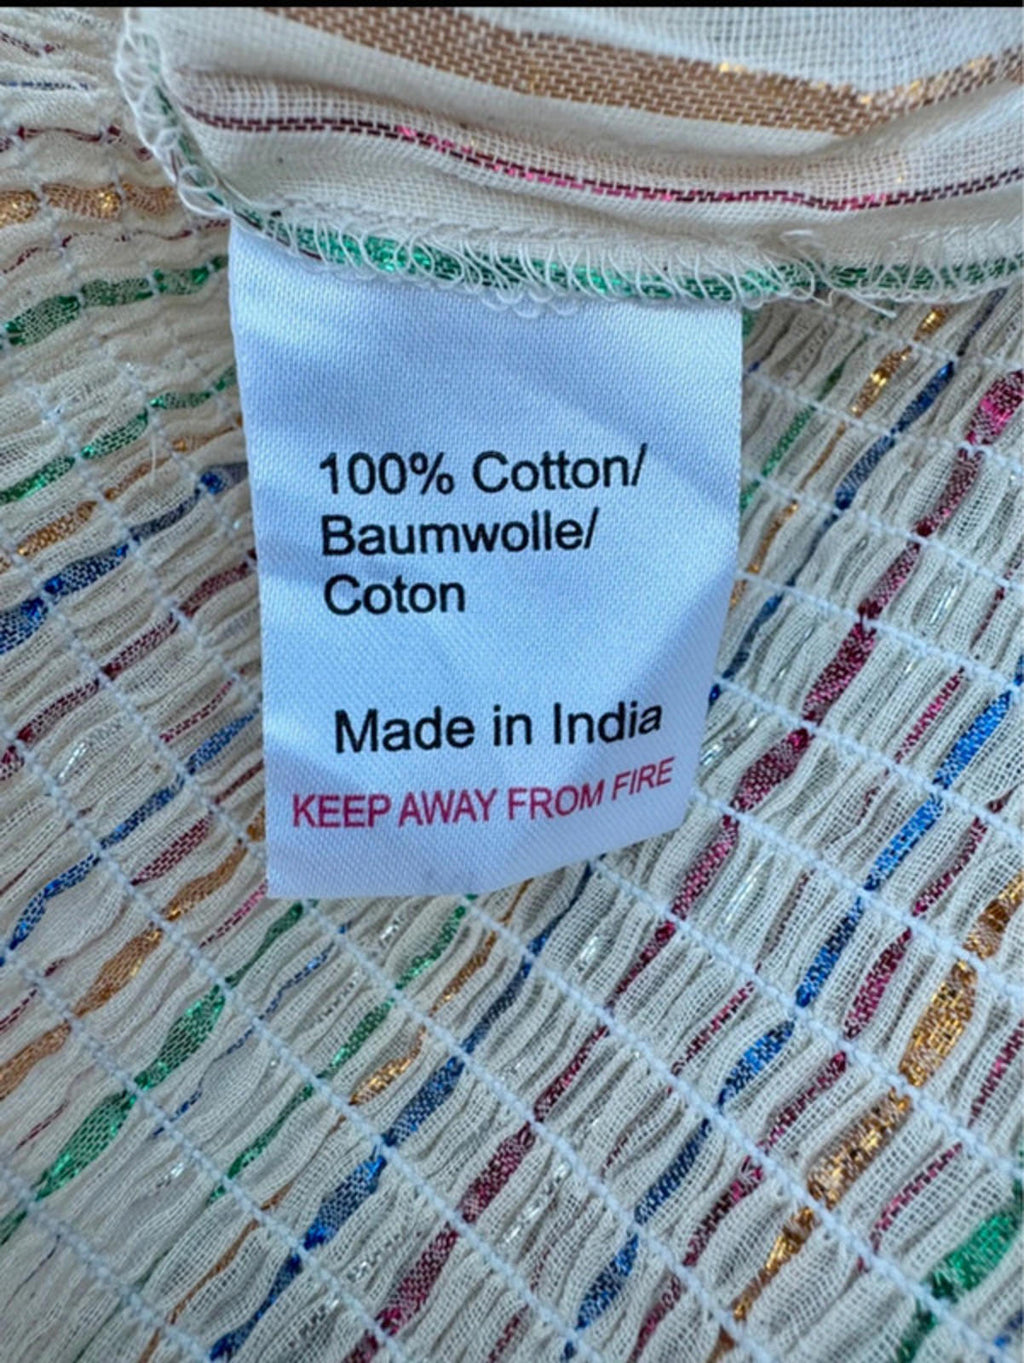 100% Cotton/
Baumwolle/
Coton
Made in India
KEEP AWAY FROM FIRE